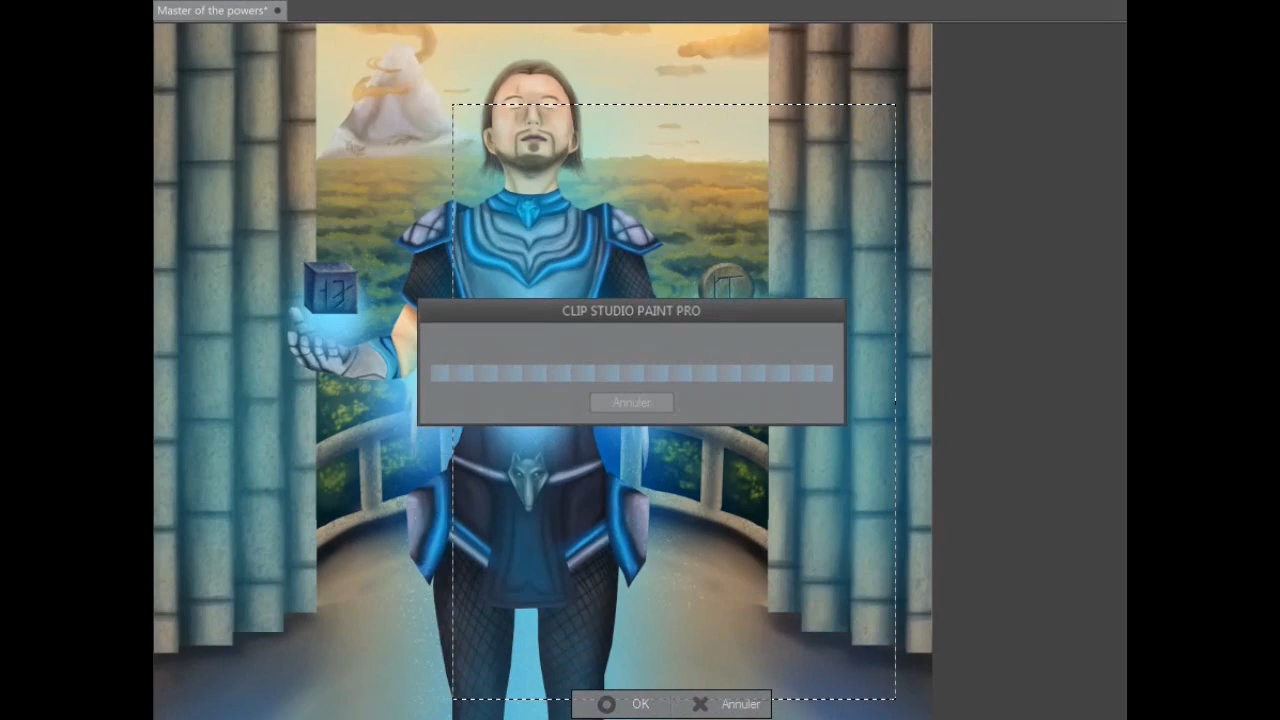 Master of the powers*
CLIP STUDIO PAINT PRO
Annuler
OK Annuler